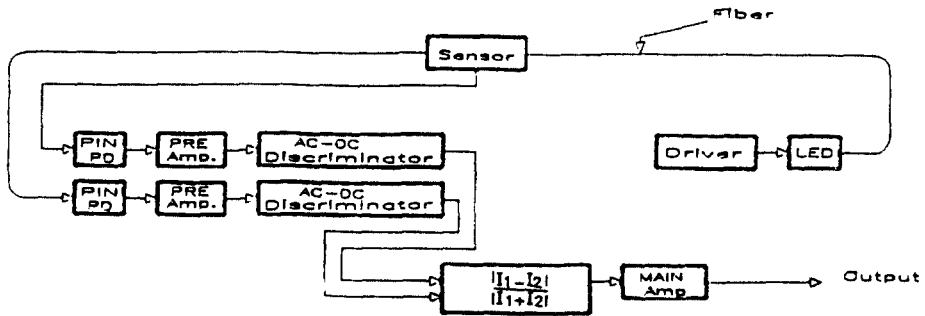 Fiber
Sensor
PIN
PD
PRE
Amp.
AC-DC
Discriminator
Driver
LED
PIN
PD
PRE
Amp.
AC-DC
Discriminator
|I1-I2|
|I1+I2|
MAIN
Amp
Output